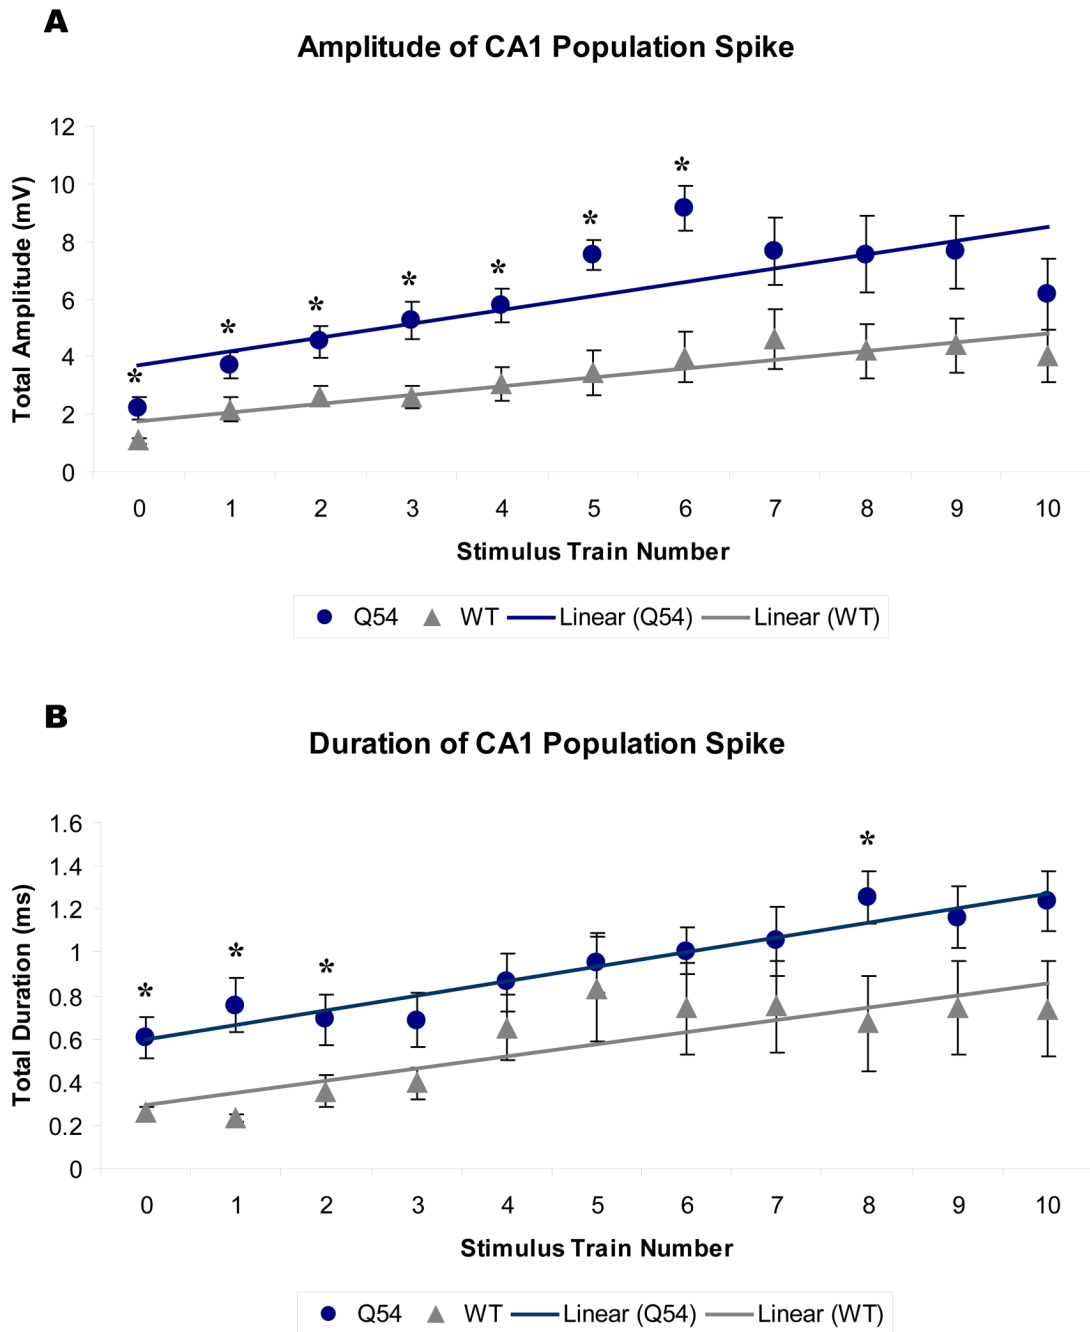 A
Amplitude of CA1 Population Spike
Total Amplitude (mV)
12
10
8
6
4
2
0
* * * * * * *
0 1 2 3 4 5 6 7 8 9 10
Stimulus Train Number
Q54 WT Linear (Q54) Linear (WT)
B
Duration of CA1 Population Spike
Total Duration (ms)
1.6
1.4
1.2
1
0.8
0.6
0.4
0.2
0
* * * *
0 1 2 3 4 5 6 7 8 9 10
Stimulus Train Number
Q54 WT Linear (Q54) Linear (WT)